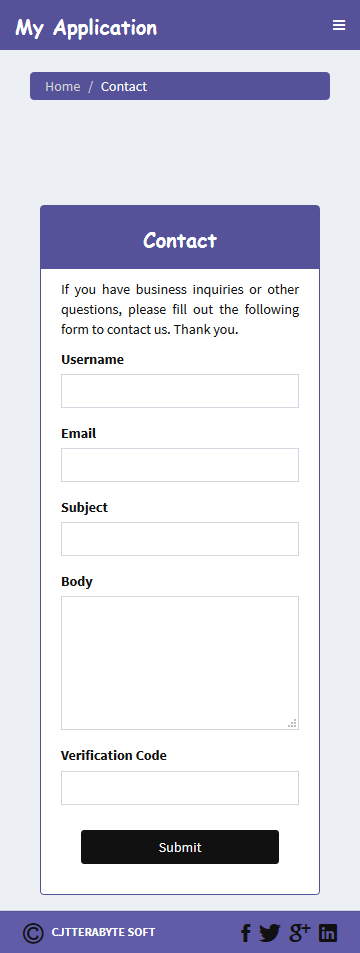 My Application
Home / Contact
Contact
If you have business inquiries or other
questions, please fill out the following
form to contact us. Thank you.
Username
Email
Subject
Body
Verification Code
Submit
© CJTTERABYTE SOFT